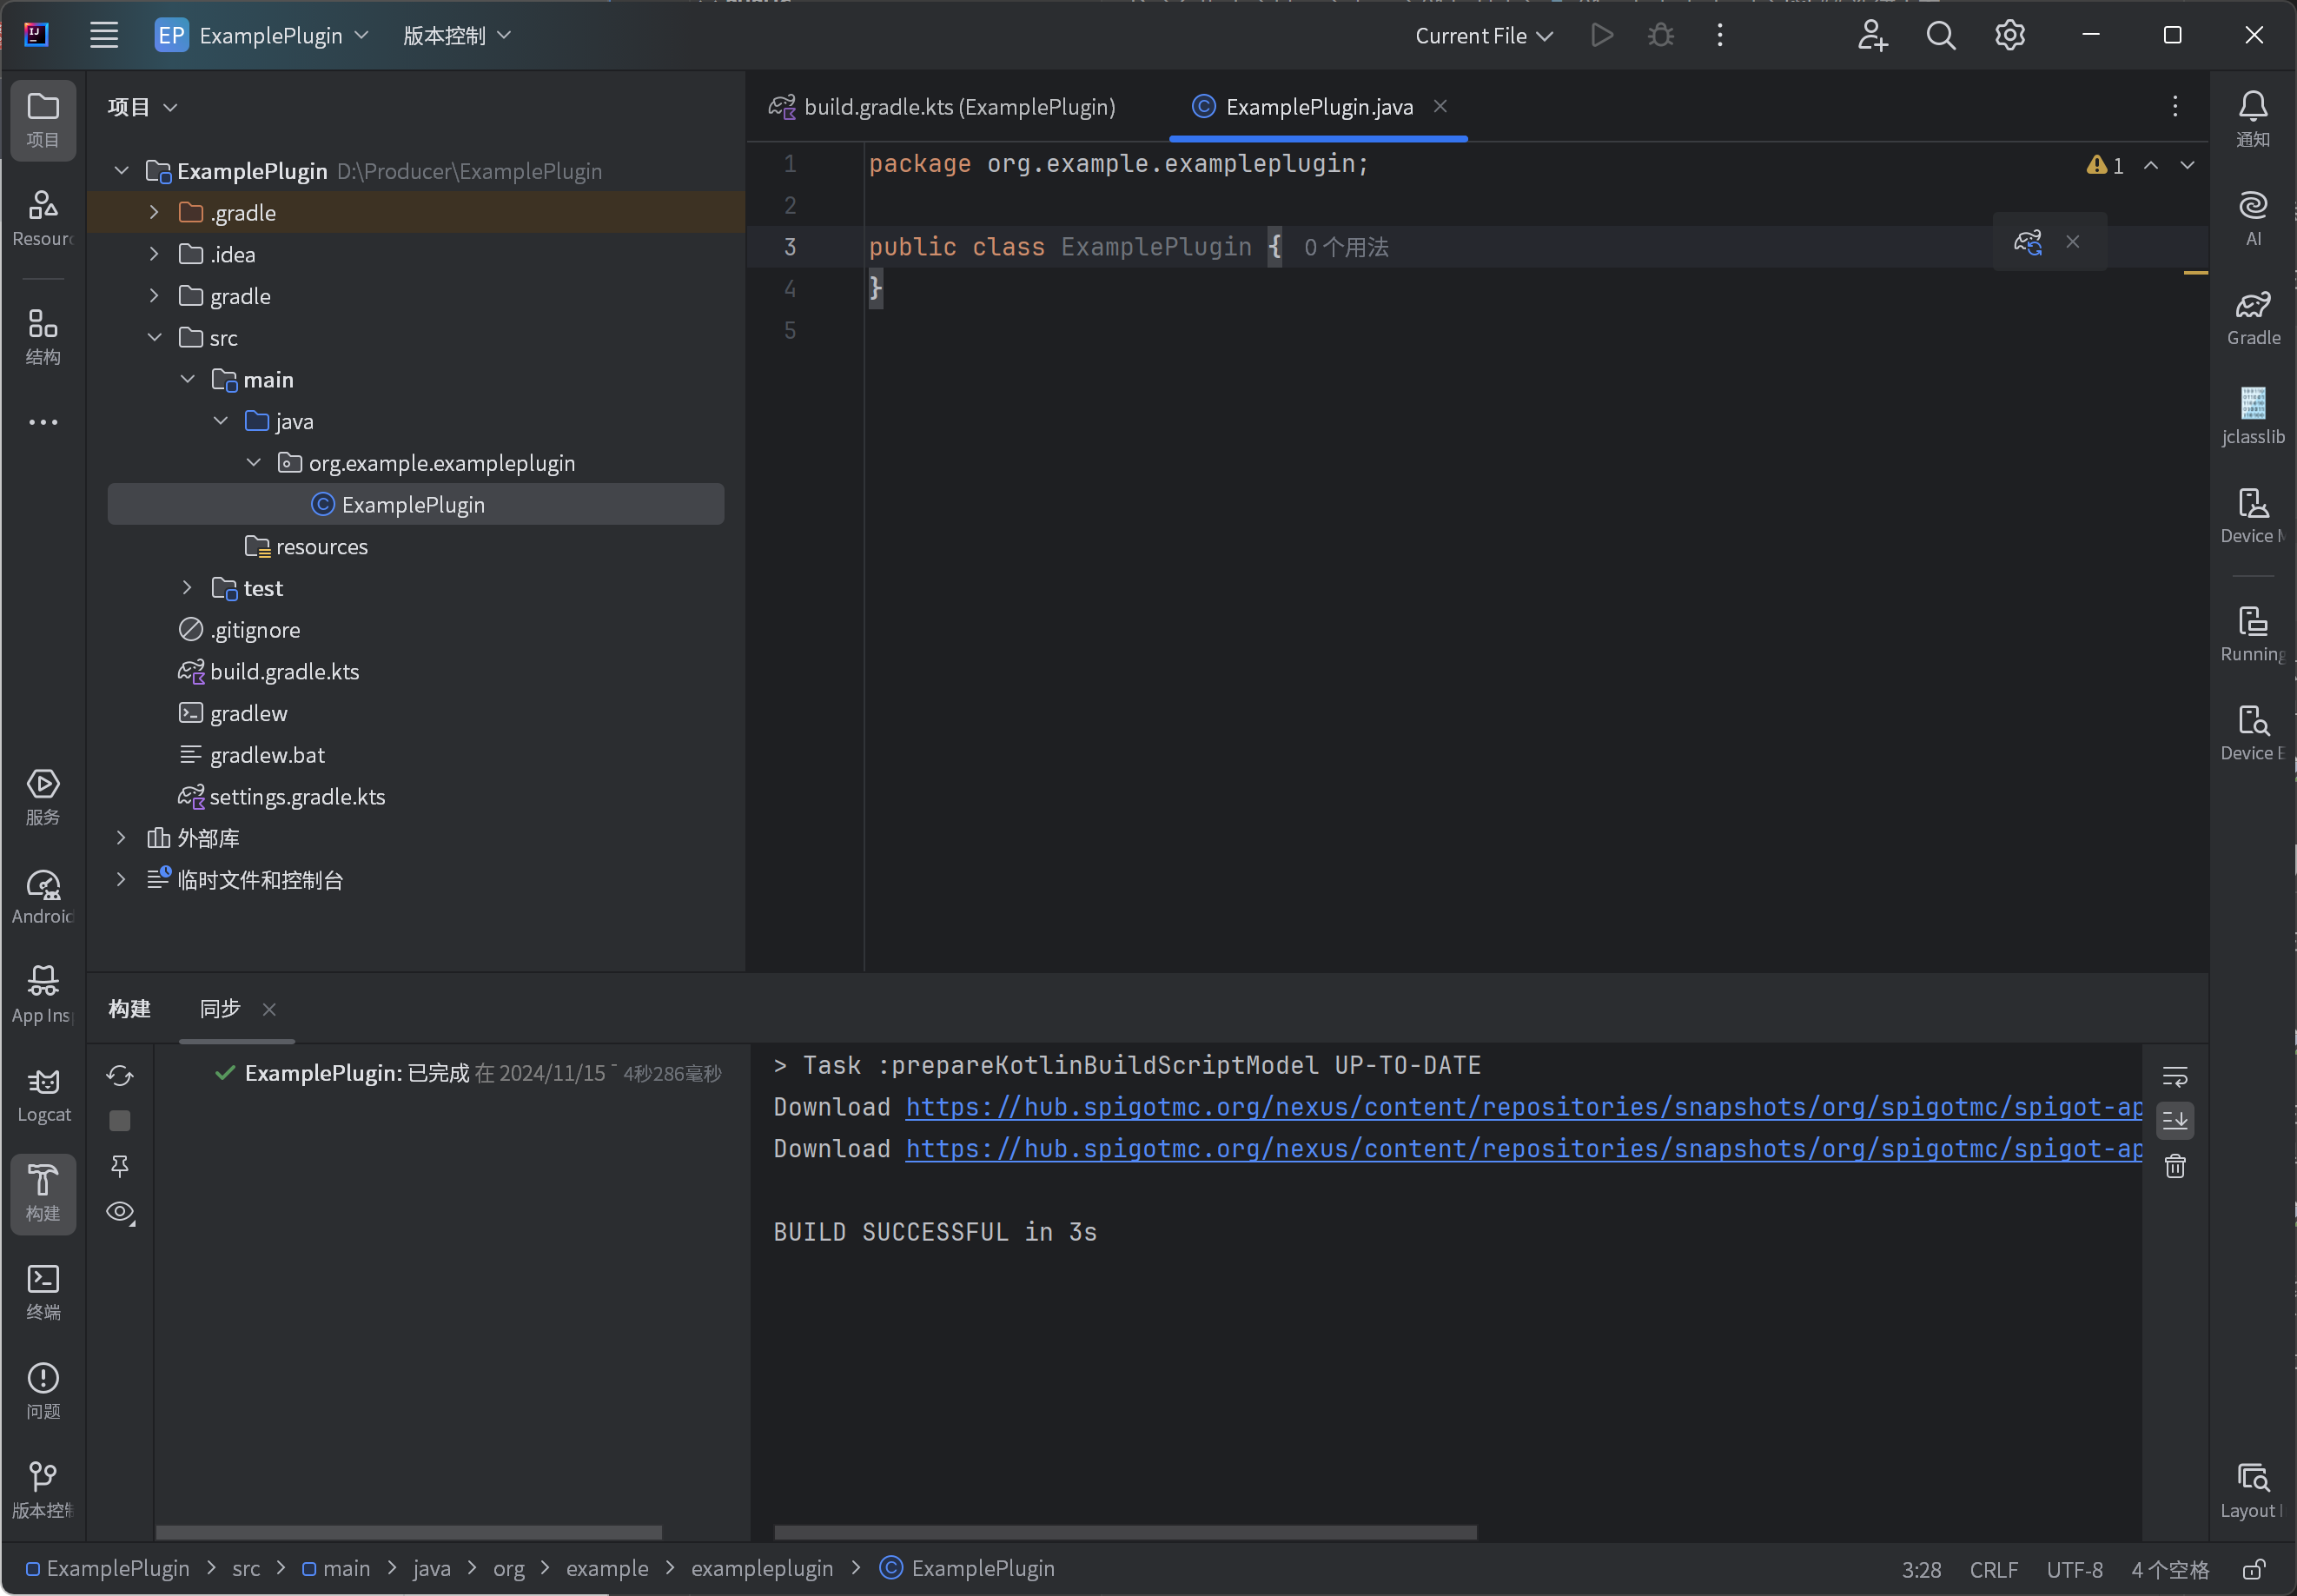 EP ExamplePlugin 版本控制 Current File
项目
build.gradle.kts (ExamplePlugin) ExamplePlugin.java
项目
Resour
结构
ExamplePlugin D:\Producer\ExamplePlugin
.gradle
.idea
gradle
src
main
java
org.example.exampleplugin
ExamplePlugin
resources
test
.gitignore
build.gradle.kts
gradlew
gradlew.bat
settings.gradle.kts
外部库
临时文件和控制台
1 package org.example.exampleplugin;
2
3 public class ExamplePlugin { 0 个用法
4 }
5
1
通知
AI
Gradle
jclasslib
Device
Running
Device E
服务
Android
App Ins
Logcat
构建
终端
问题
版本控制
构建 同步
ExamplePlugin: 已完成 在 2024/11/15 4秒286毫秒
> Task :prepareKotlinBuildScriptModel UP-TO-DATE
Download https://hub.spigotmc.org/nexus/content/repositories/snapshots/org/spigotmc/spigot-ap
Download https://hub.spigotmc.org/nexus/content/repositories/snapshots/org/spigotmc/spigot-ap
BUILD SUCCESSFUL in 3s
Layout
ExamplePlugin > src > main > java > org > example > exampleplugin > ExamplePlugin
3:28 CRLF UTF-8 4 个空格